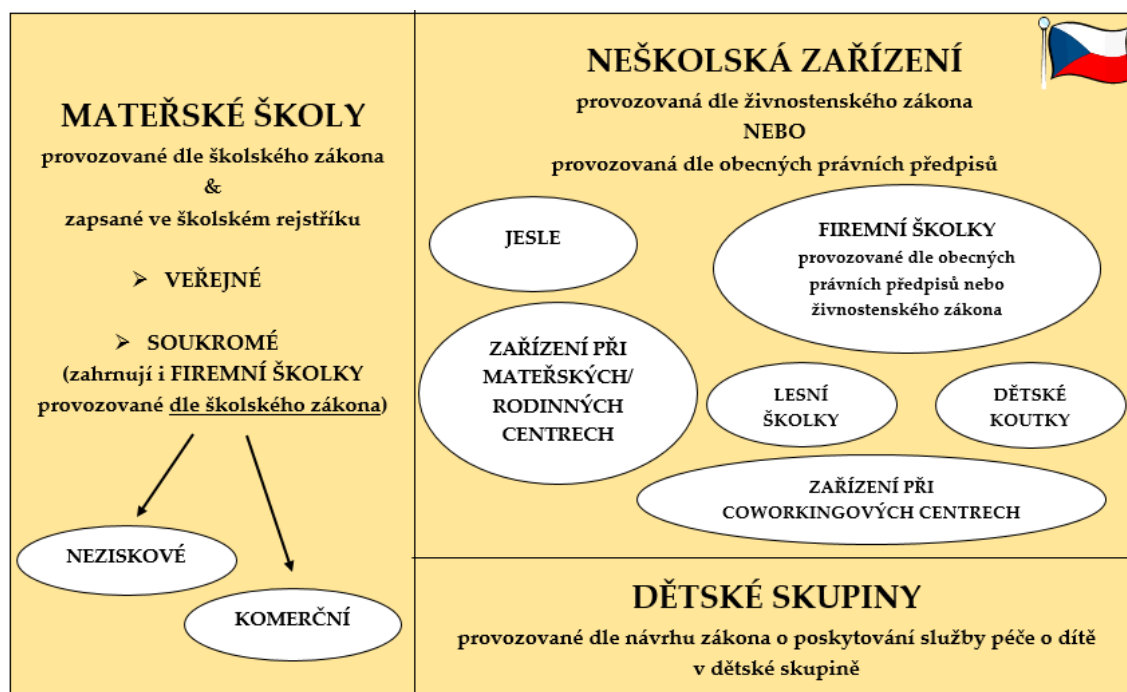 MATEŘSKÉ ŠKOLY
provozované dle školského zákona
&
zapsané ve školském rejstříku
➢ VEŘEJNÉ
➢ SOUKROMÉ
(zahrnují i FIREMNÍ ŠKOLKY
provozované dle školského zákona)
NEZISKOVÉ
KOMERČNÍ
NEŠKOLSKÁ ZAŘÍZENÍ
provozovaná dle živnostenského zákona
NEBO
provozovaná dle obecných právních předpisů
JESLE
FIREMNÍ ŠKOLKY
provozované dle obecných
právních předpisů nebo
živnostenského zákona
ZAŘÍZENÍ PŘI
MATEŘSKÝCH/
RODINNÝCH
CENTRECH
LESNÍ
ŠKOLKY
DĚTSKÉ
KOUTKY
ZAŘÍZENÍ PŘI
COWORKINGOVÝCH CENTRECH
DĚTSKÉ SKUPINY
provozované dle návrhu zákona o poskytování služby péče o dítě
v dětské skupině